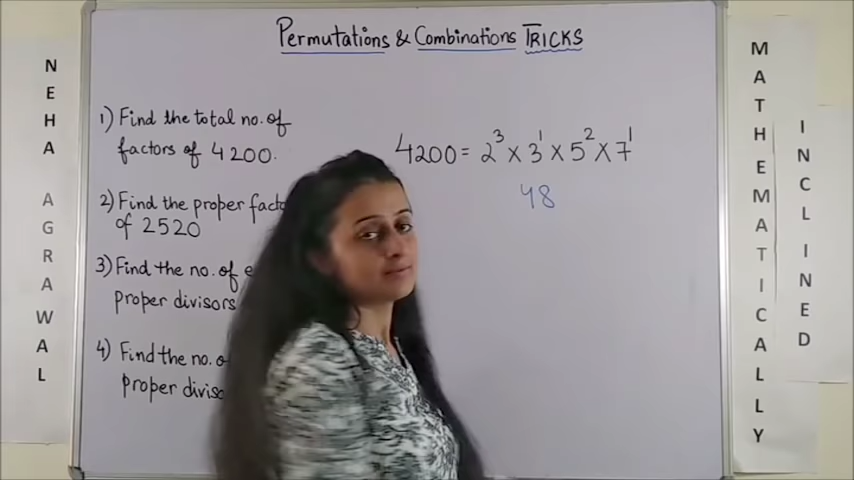 Permutations & Combinations TRICKS
NEHA AGRAWAL
1) Find the total no. of
factors of 4200.
2) Find the proper
of 2520
3) Find the no. of
proper divisors
4) Find the no.
proper
4200 = 2³ × 3¹ × 5² × 7¹
48
MATHEMATICALLY
INCLINED